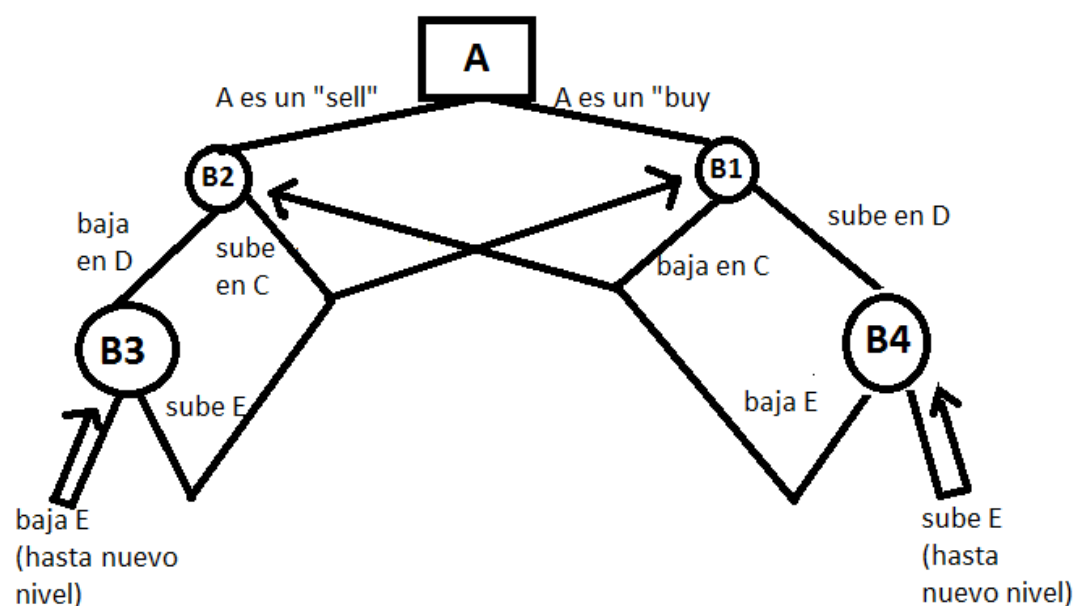 A
A es un "sell"
A es un "buy
B2
B1
baja
en D
sube
en C
sube en D
baja en C
B3
B4
sube E
baja E
baja E
(hasta nuevo
nivel)
sube E
(hasta
nuevo nivel)